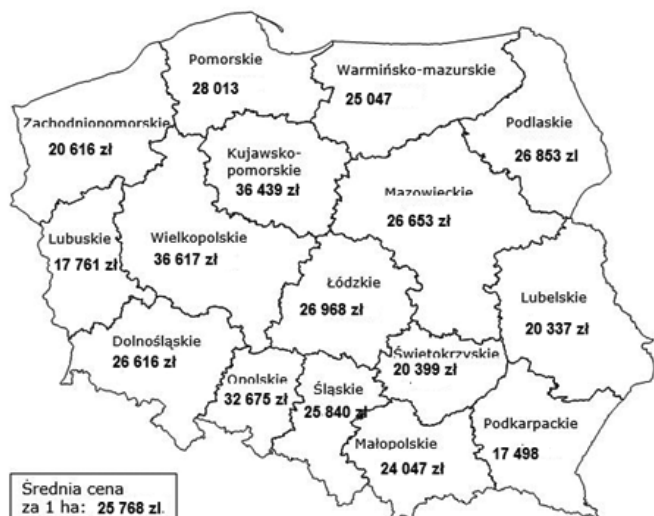 Pomorskie
28 013
Warmińsko-mazurskie
25 047
Zachodniopomorskie
20 616 zł
Podlaskie
26 853 zł
Kujawsko-
pomorskie
36 439 zł
Mazowieckie
26 653 zł
Lubuskie
17 761 zł
Wielkopolskie
36 617 zł
Łódzkie
26 968 zł
Lubelskie
20 337 zł
Dolnośląskie
26 616 zł
Opolskie
32 675 zł
Śląskie
25 840 zł
Świętokrzyskie
20 399 zł
Małopolskie
24 047 zł
Podkarpackie
17 498
Średnia cena
za 1 ha: 25 768 zl.